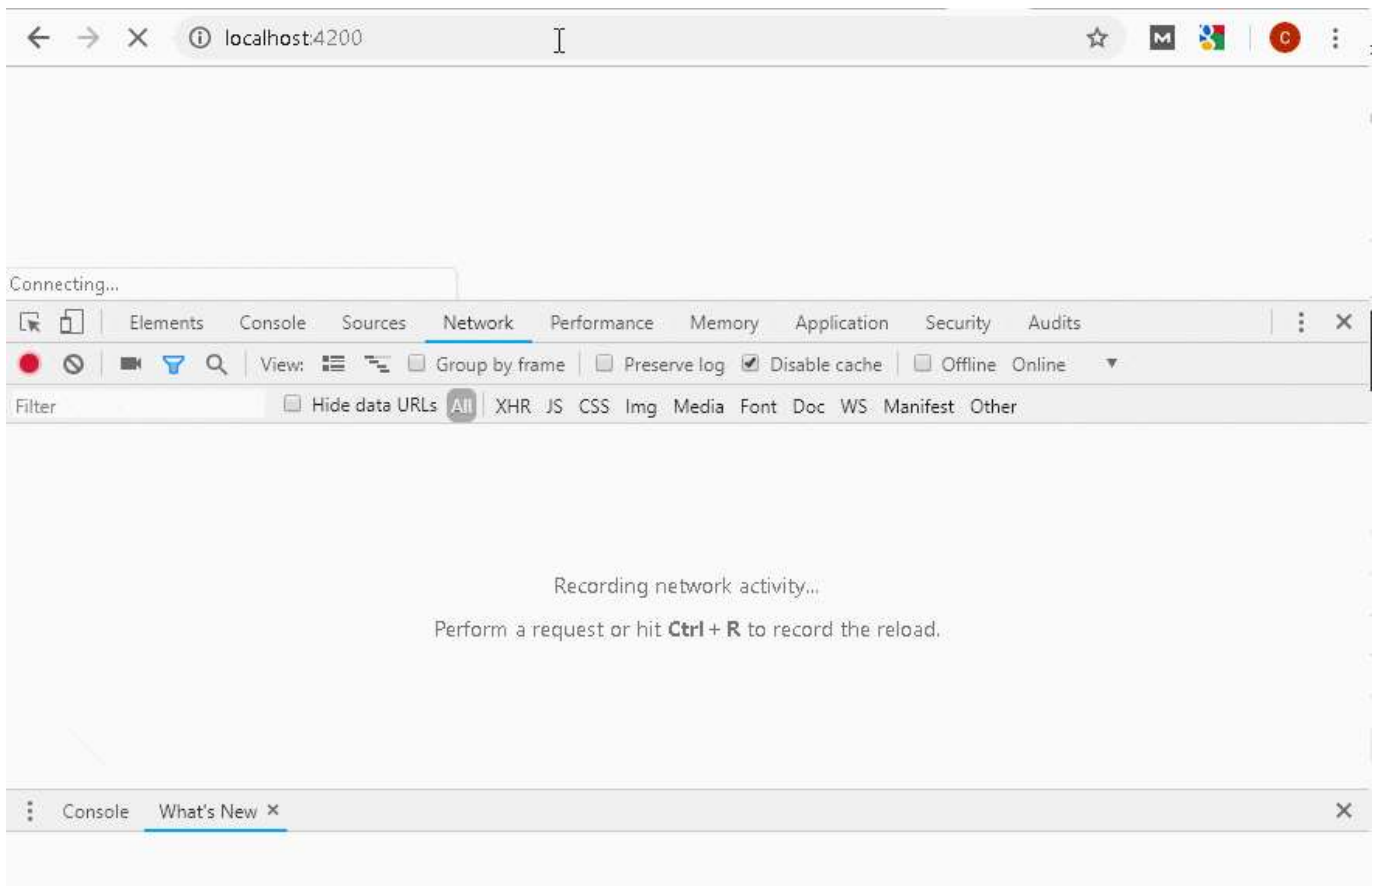 localhost:4200
M
C
Connecting...
Elements Console Sources Network Performance Memory Application Security Audits
View: Group by frame Preserve log Disable cache Offline Online
Filter Hide data URLs All XHR JS CSS Img Media Font Doc WS Manifest Other
Recording network activity...
Perform a request or hit Ctrl + R to record the reload.
Console What's New